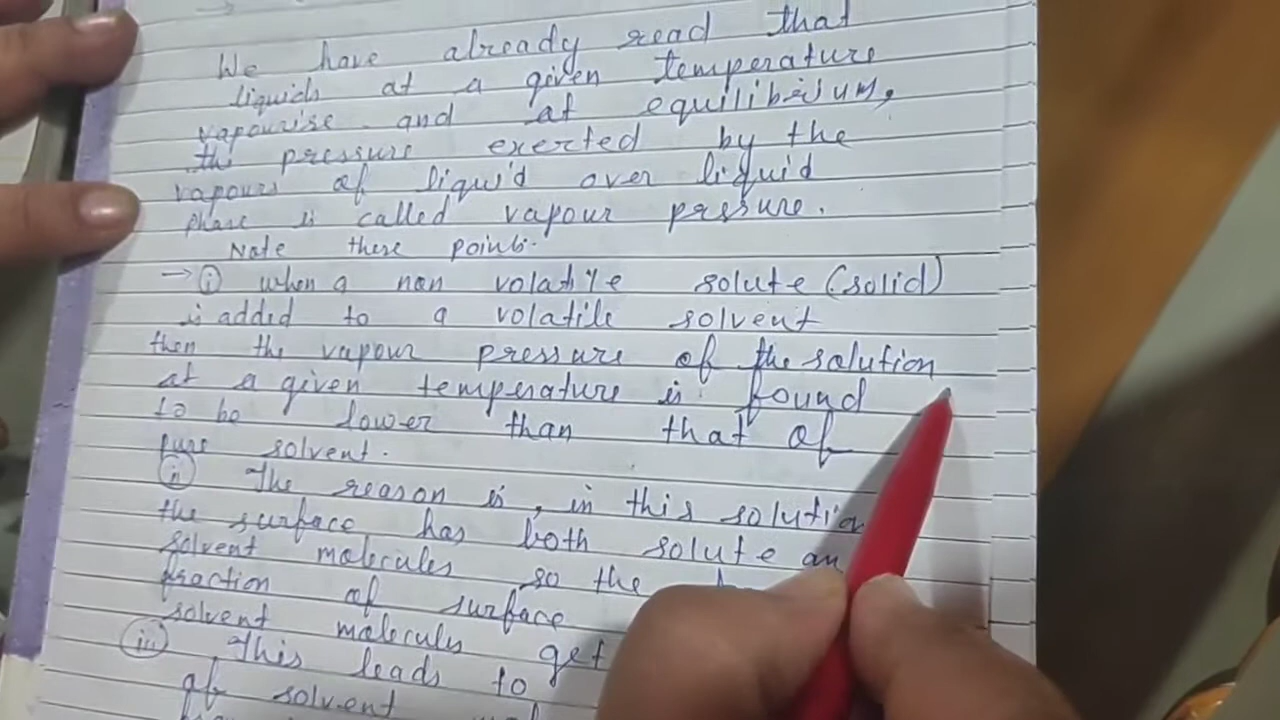 We have already read that
liquids at a given temperature
vapourise and at equilibrium,
the pressure exerted by the
vapours of liquid over liquid
phase is called vapour pressure.
Note these points.
→ (i) when a non volatile solute (solid)
is added to a volatile solvent
then the vapour pressure of the solution
at a given temperature is found
to be lower than that of
pure solvent.
(ii) The reason is, in this solution
the surface has both solute an
solvent molecules so the
fraction of surface
solvent molecules get
(iii) This leads to
of solvent